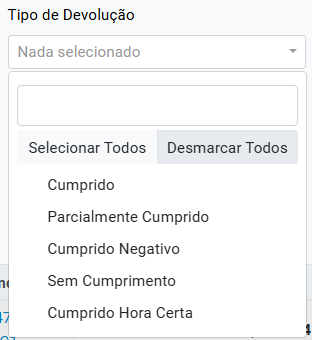 Tipo de Devolução
Nada selecionado
Selecionar Todos Desmarcar Todos
Cumprido
Parcialmente Cumprido
Cumprido Negativo
Sem Cumprimento
Cumprido Hora Certa